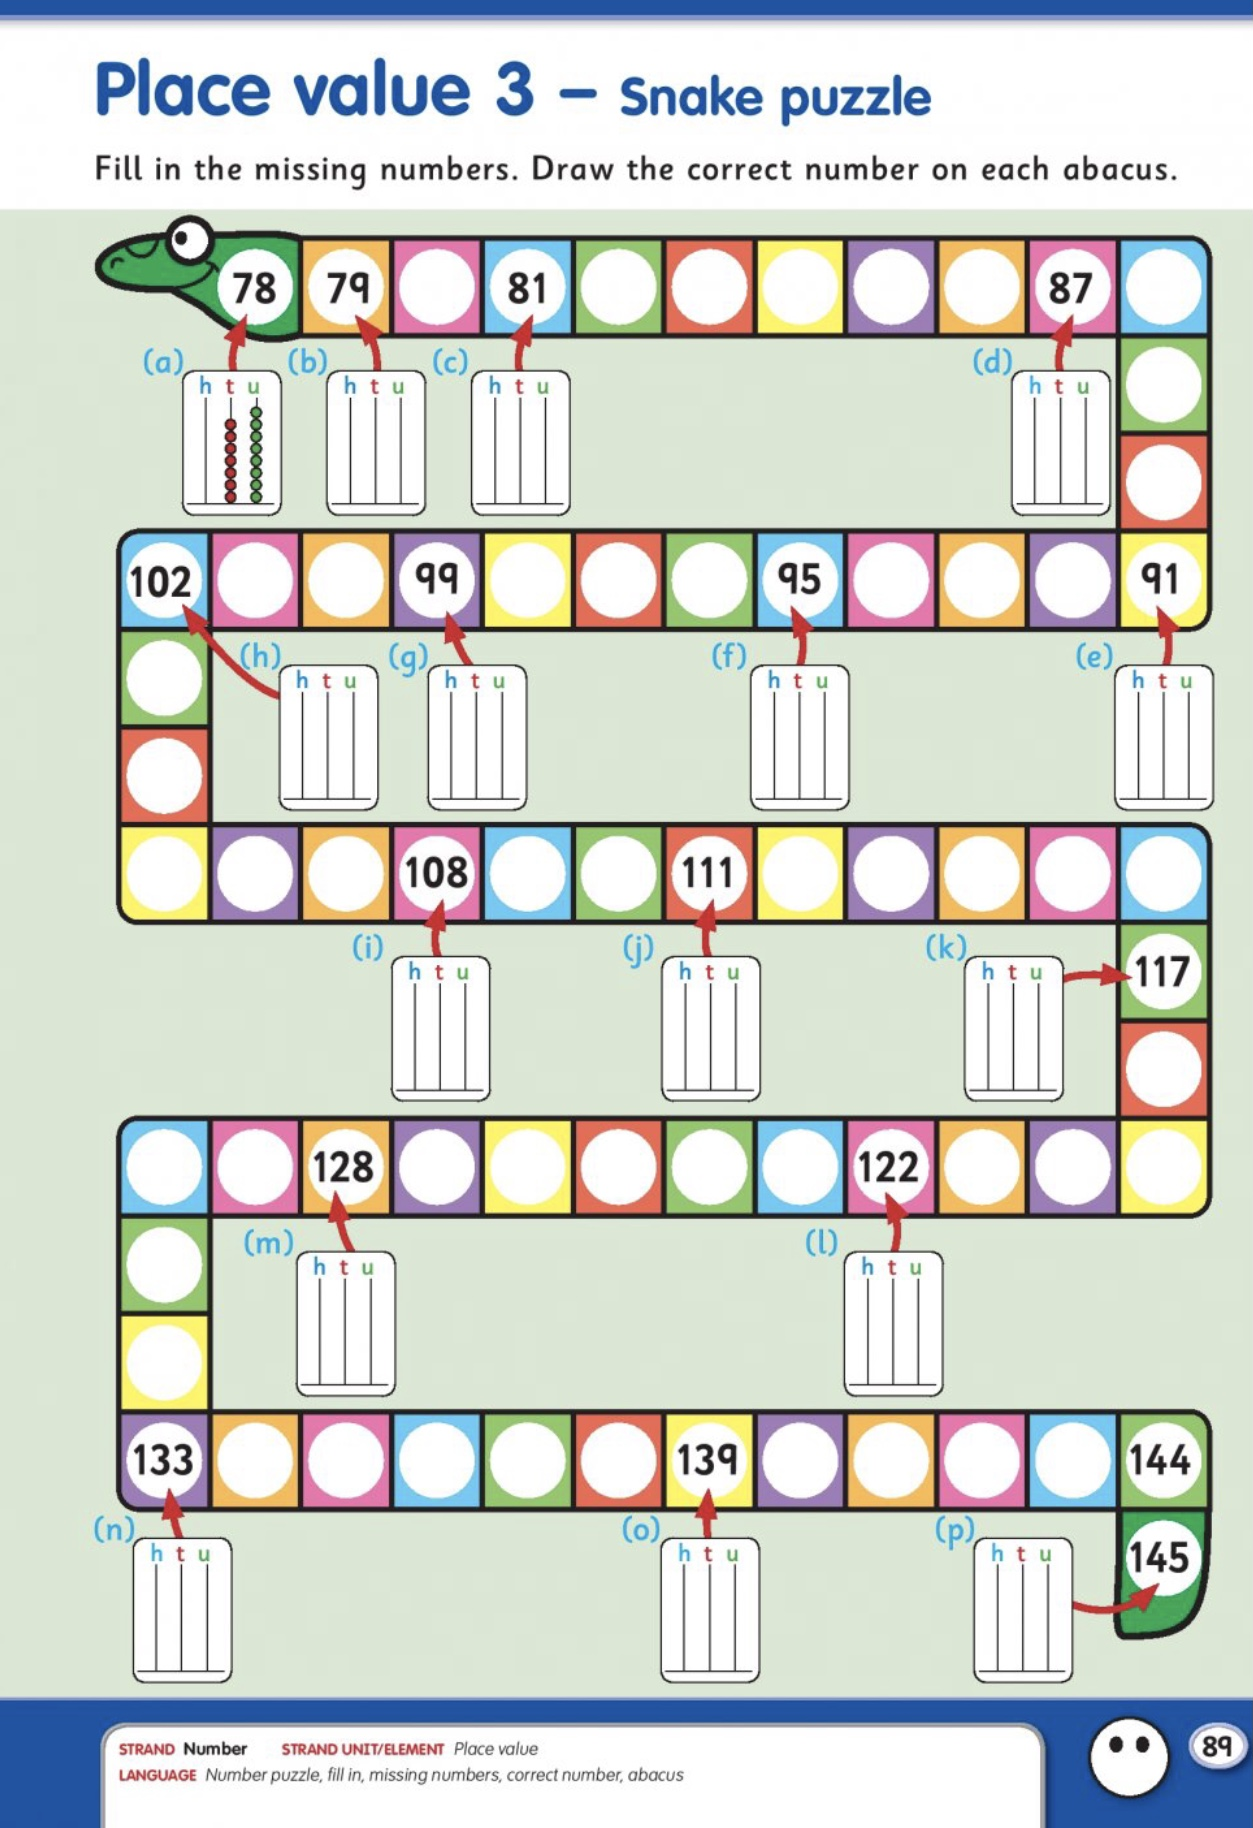 Place value 3 – Snake puzzle
Fill in the missing numbers. Draw the correct number on each abacus.
78 79 81 87
(a) (b) (c) (d)
h t u h t u h t u h t u
102 99 95 91
(h) (g) (f) (e)
h t u h t u h t u h t u
108 111
(i) (j) (k)
h t u h t u h t u 117
128 122
(m) (l)
h t u h t u
133 139 144
(n) (o) (p)
h t u h t u h t u 145
STRAND Number STRAND UNIT/ELEMENT Place value
LANGUAGE Number puzzle, fill in, missing numbers, correct number, abacus
89